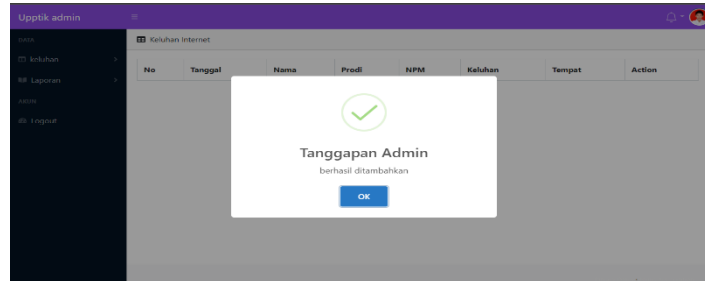 Upptik admin
DATA
Keluhan Internet
keluhan
No Tanggal Nama Prodi NPM Keluhan Tempat Action
Laporan
AKUN
Logout
Tanggapan Admin
berhasil ditambahkan
OK